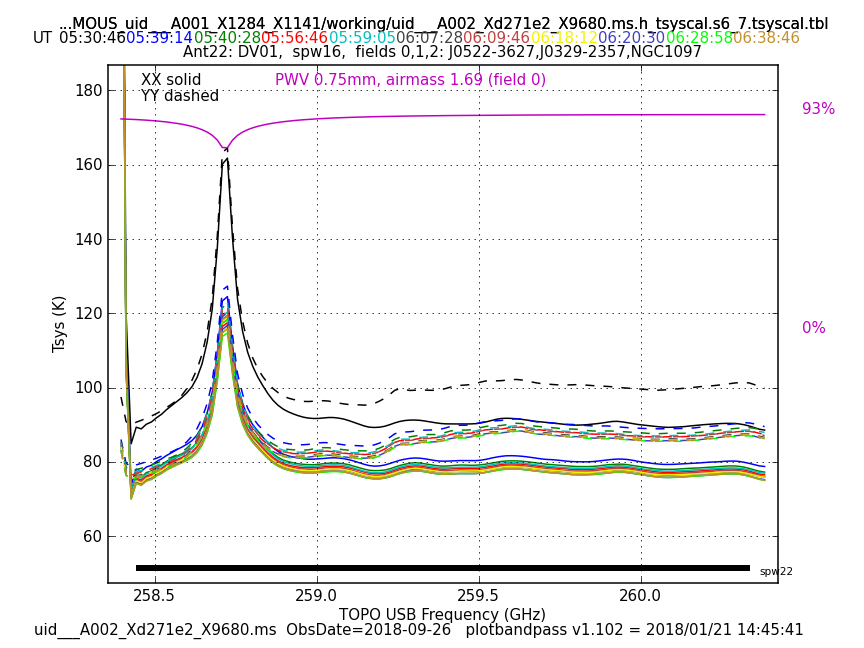 ...MOUS_uid___A001_X1284_X1141/working/uid___A002_Xd271e2_X9680.ms.h_tsyscal.s6_7.tsyscal.tbl
UT 05:30:46 05:39:14 05:40:28 05:56:46 05:59:05 06:07:28 06:09:46 06:18:12 06:20:30 06:28:58 06:38:46
Ant22: DV01,  spw16,  fields 0,1,2: J0522-3627,J0329-2357,NGC1097
XX solid
PWV 0.75mm, airmass 1.69 (field 0)
YY dashed
93%
0%
180
160
140
120
100
80
60
Tsys (K)
spw22
258.5
259.0
259.5
260.0
TOPO USB Frequency (GHz)
uid___A002_Xd271e2_X9680.ms  ObsDate=2018-09-26   plotbandpass v1.102 = 2018/01/21 14:45:41